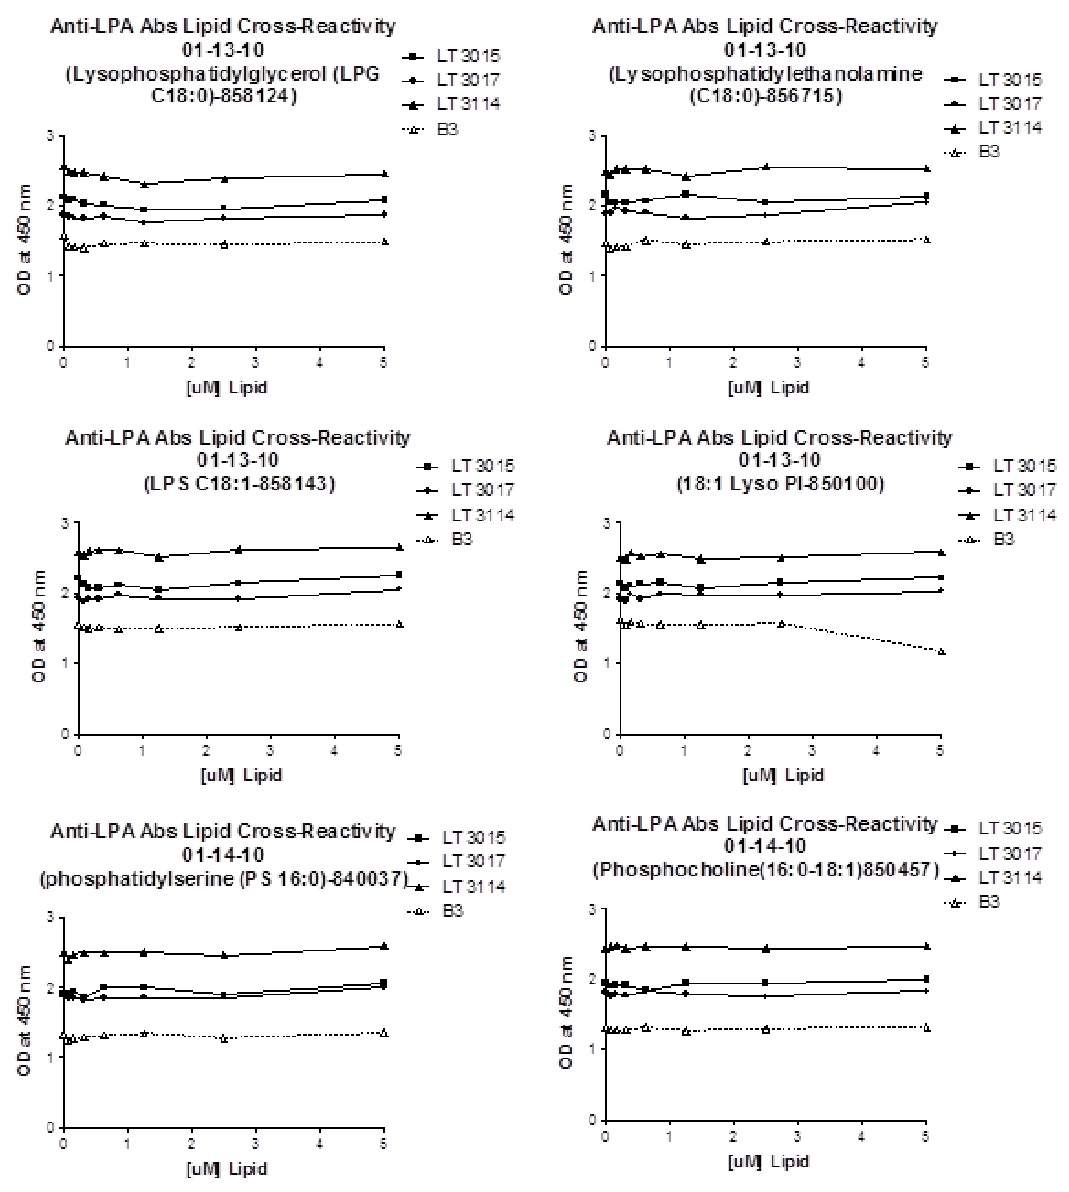 Anti-LPA Abs Lipid Cross-Reactivity
01-13-10
(Lysophosphatidylglycerol (LPG
C18:0)-858124)
LT3015
LT3017
LT3114
B3
3
2
1
0
OD at 450 nm
0 1 2 3 4 5
[uM] Lipid
Anti-LPA Abs Lipid Cross-Reactivity
01-13-10
(Lysophosphatidylethanolamine
(C18:0)-856715)
LT3015
LT3017
LT3114
B3
3
2
1
0
OD at 450 nm
0 1 2 3 4 5
[uM] Lipid
Anti-LPA Abs Lipid Cross-Reactivity
01-13-10
(LPS C18:1-858143)
LT3015
LT3017
LT3114
B3
3
2
1
0
OD at 450 nm
0 1 2 3 4 5
[uM] Lipid
Anti-LPA Abs Lipid Cross-Reactivity
01-13-10
(18:1 Lyso PI-850100)
LT3015
LT3017
LT3114
B3
3
2
1
0
OD at 450 nm
0 1 2 3 4 5
[uM] Lipid
Anti-LPA Abs Lipid Cross-Reactivity
01-14-10
(phosphatidylserine (PS 16:0)-840037)
LT3015
LT3017
LT3114
B3
3
2
1
0
OD at 450 nm
0 1 2 3 4 5
[uM] Lipid
Anti-LPA Abs Lipid Cross-Reactivity
01-14-10
(Phosphocholine(16:0-18:1)850457)
LT3015
LT3017
LT3114
B3
3
2
1
0
OD at 450 nm
0 1 2 3 4 5
[uM] Lipid